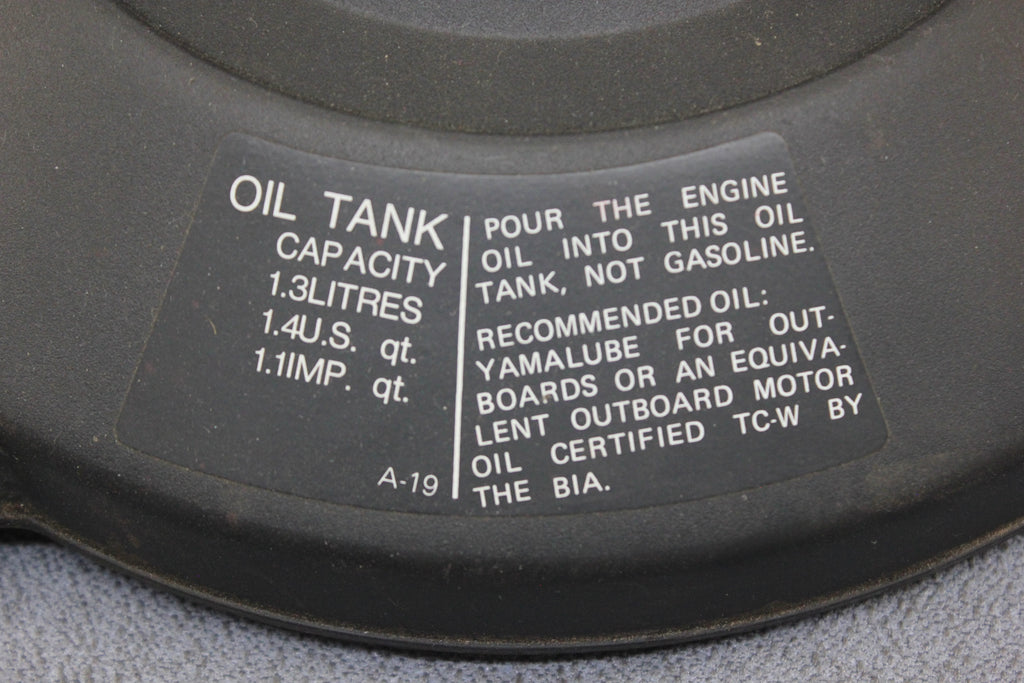 OIL TANK
CAPACITY
1.3LITRES
1.4U.S. qt.
1.1IMP. qt.
A-19
POUR THE ENGINE
OIL INTO THIS OIL
TANK, NOT GASOLINE.
RECOMMENDED OIL:
YAMALUBE FOR OUT-
BOARDS OR AN EQUIVA-
LENT OUTBOARD MOTOR
OIL CERTIFIED TC-W BY
THE BIA.